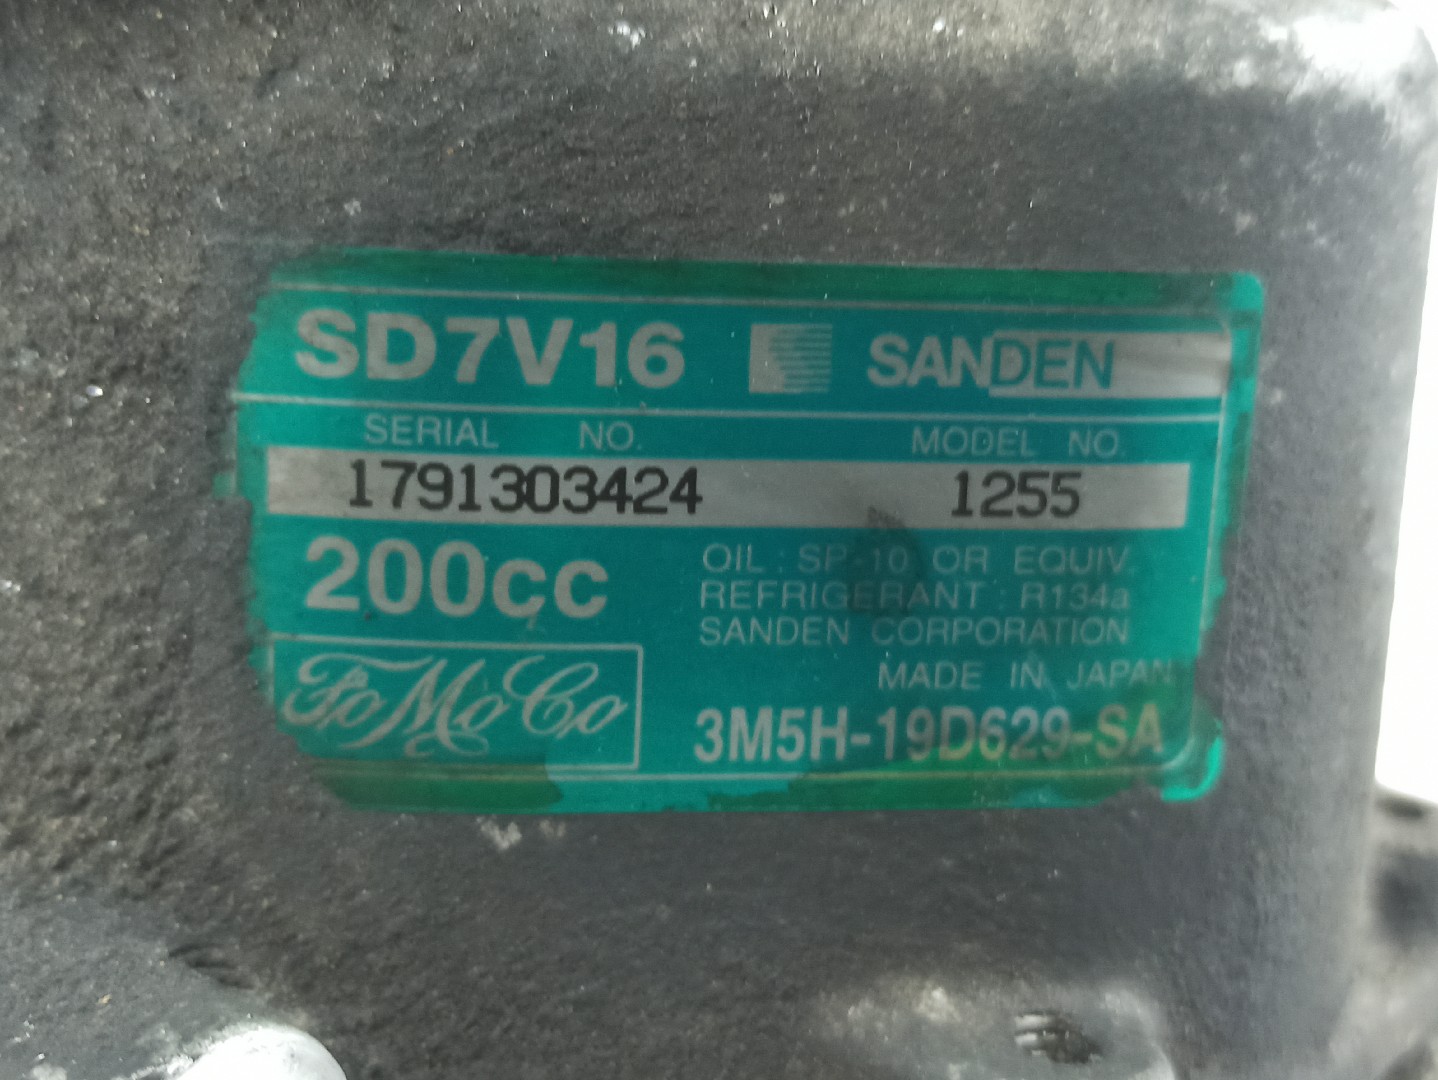 SD7V16 SANDEN
SERIAL NO. MODEL NO.
1791303424 1255
200cc
OIL : SP-10 OR EQUIV.
REFRIGERANT : R134a
SANDEN CORPORATION
MADE IN JAPAN
FoMoCo
3M5H-19D629-SA